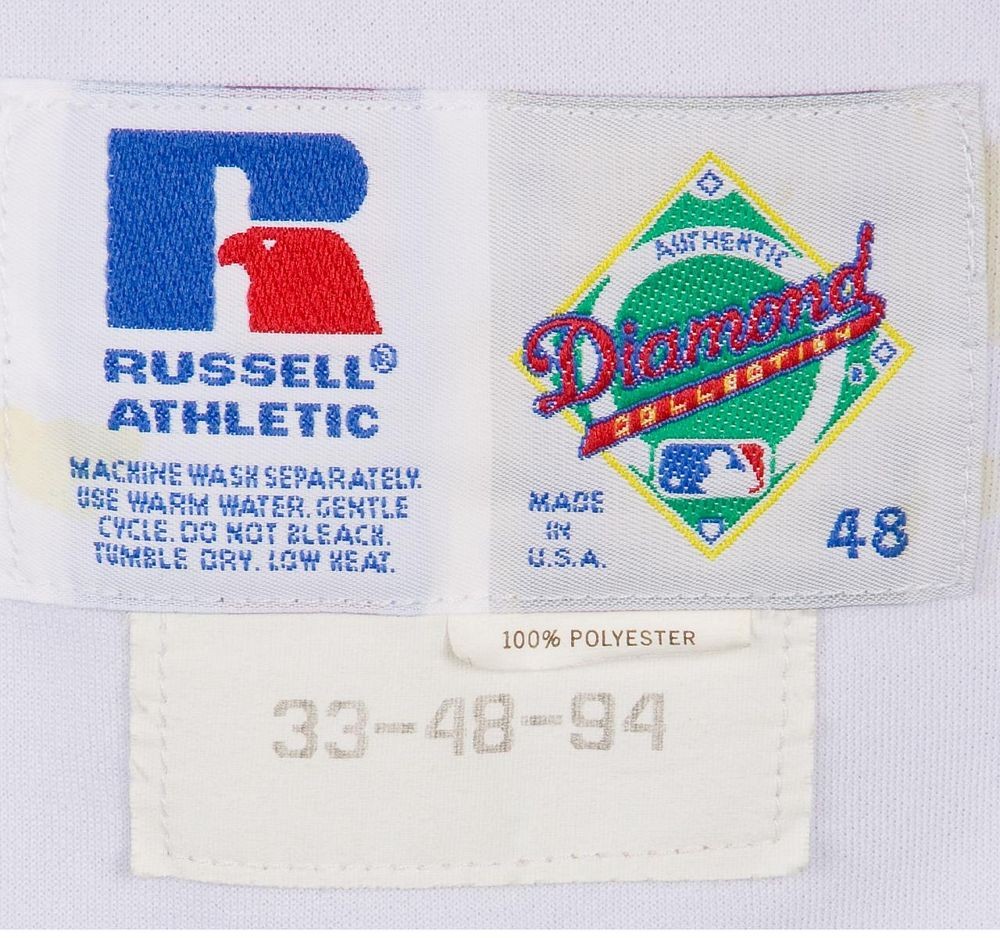 RUSSELL®
ATHLETIC
MACHINE WASH SEPARATELY.
USE WARM WATER. GENTLE
CYCLE. DO NOT BLEACH.
TUMBLE DRY. LOW HEAT.
AUTHENTIC
Diamond
COLLECTION
®
MADE
IN
U.S.A.
48
100% POLYESTER
33-48-94